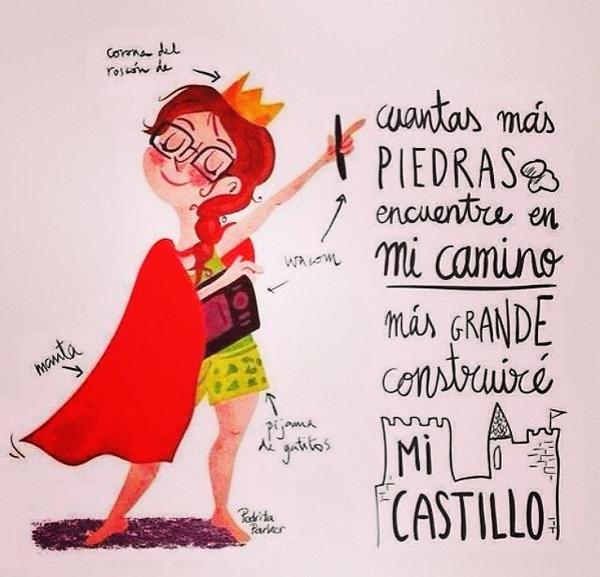 corona del
roscón de
wacom
manta
pijama
de gatitos
Pedrita
Parker
cuantas más
PIEDRAS
encuentre en
mi camino
más GRANDE
construiré
Mi
CASTILLO